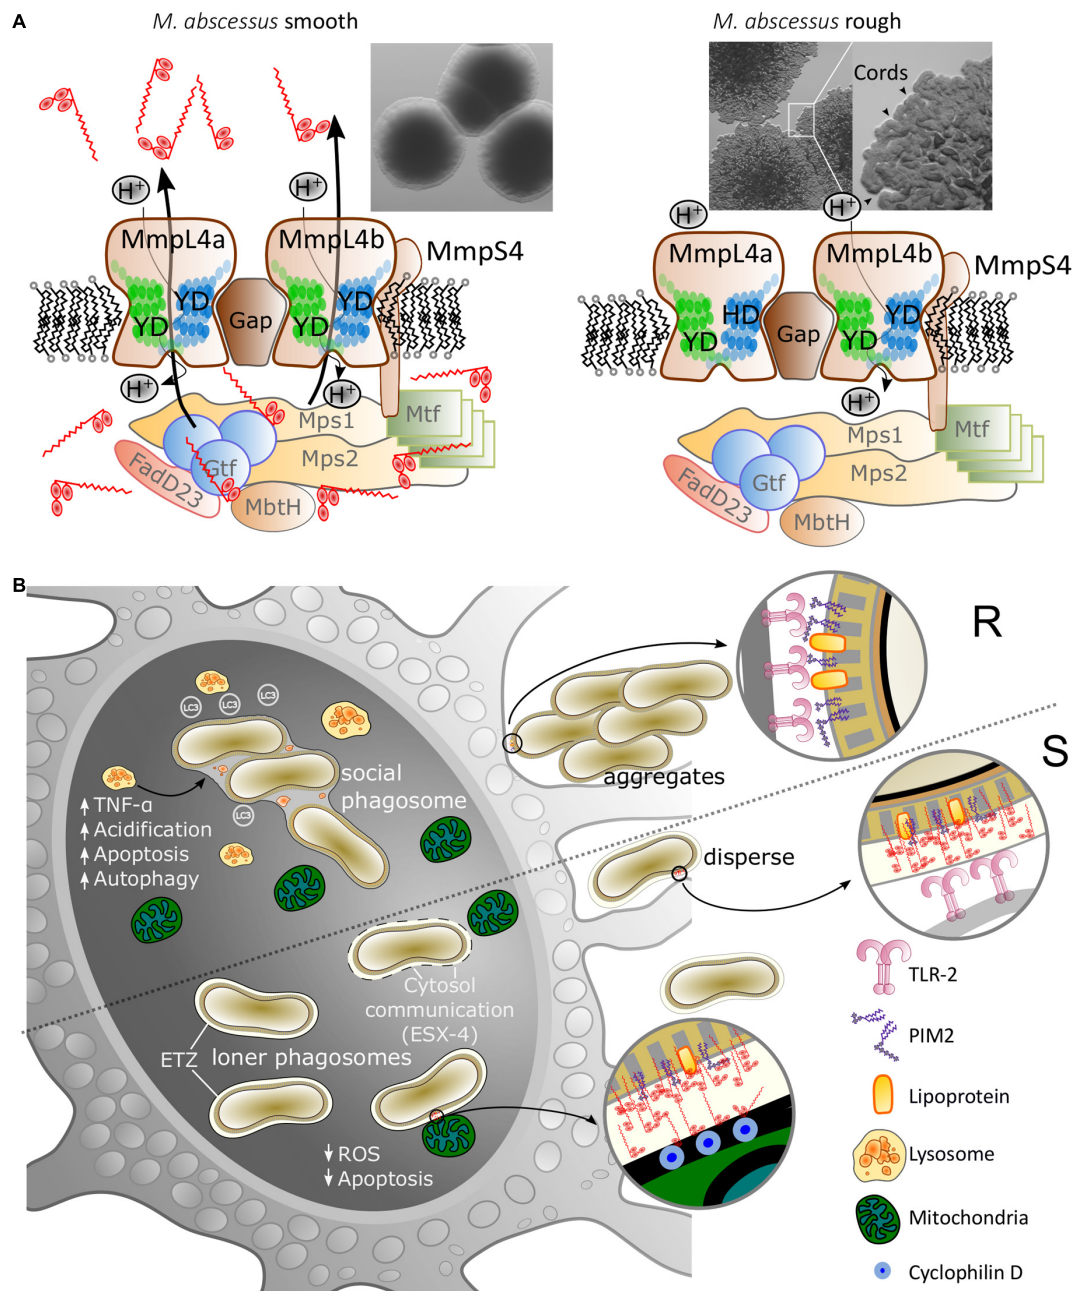 A
M. abscessus smooth
M. abscessus rough
Cords
H+
H+
H+
H+
MmpL4a
MmpL4b
MmpS4
MmpL4a
MmpL4b
MmpS4
YD
YD
YD
YD
Gap
HD
YD
YD
YD
Gap
H+
H+
H+
Mps1
Mtf
Mps2
Gtf
FadD23
MbtH
Mps1
Mtf
Mps2
Gtf
FadD23
MbtH
B
R
LC3
LC3
LC3
social
phagosome
aggregates
S
TNF-α
Acidification
Apoptosis
Autophagy
LC3
disperse
Cytosol
communication
(ESX-4)
ETZ
loner phagosomes
ROS
Apoptosis
TLR-2
PIM2
Lipoprotein
Lysosome
Mitochondria
Cyclophilin D